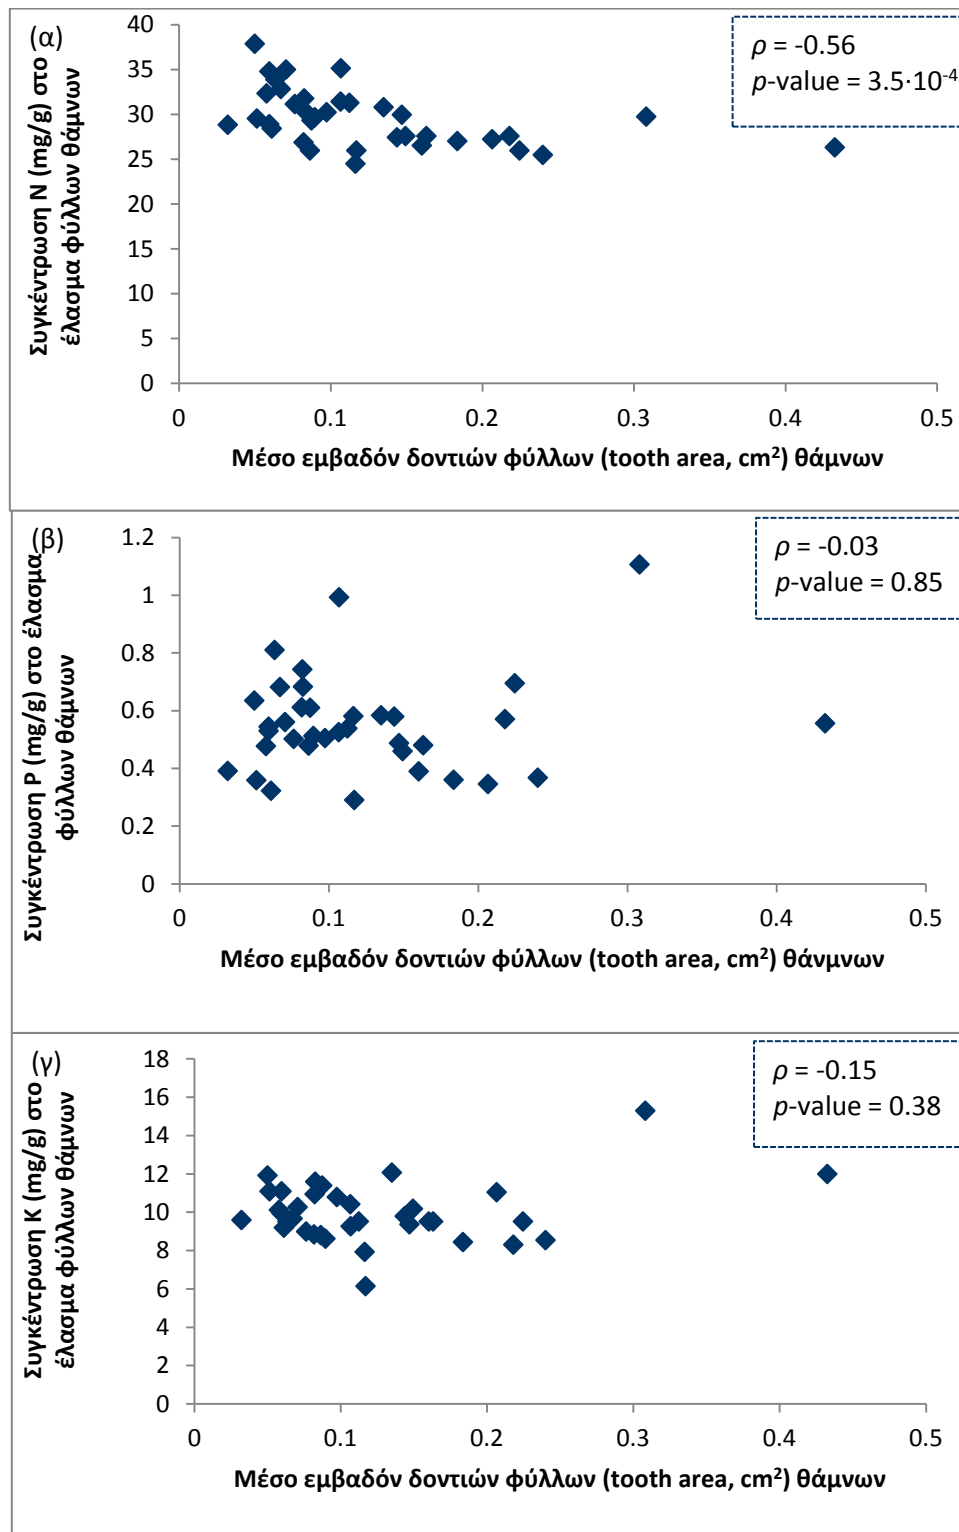 (α)
ρ = -0.56
p-value = 3.5·10-4
Συγκέντρωση N (mg/g) στο
έλασμα φύλλων θάμνων
40
35
30
25
20
15
10
5
0
0 0.1 0.2 0.3 0.4 0.5
Μέσο εμβαδόν δοντιών φύλλων (tooth area, cm²) θάμνων
(β)
ρ = -0.03
p-value = 0.85
Συγκέντρωση P (mg/g) στο έλασμα
φύλλων θάμνων
1.2
1
0.8
0.6
0.4
0.2
0
0 0.1 0.2 0.3 0.4 0.5
Μέσο εμβαδόν δοντιών φύλλων (tooth area, cm²) θάνμνων
(γ)
ρ = -0.15
p-value = 0.38
Συγκέντρωση K (mg/g) στο
έλασμα φύλλων θάμνων
18
16
14
12
10
8
6
4
2
0
0 0.1 0.2 0.3 0.4 0.5
Μέσο εμβαδόν δοντιών φύλλων (tooth area, cm²) θάμνων